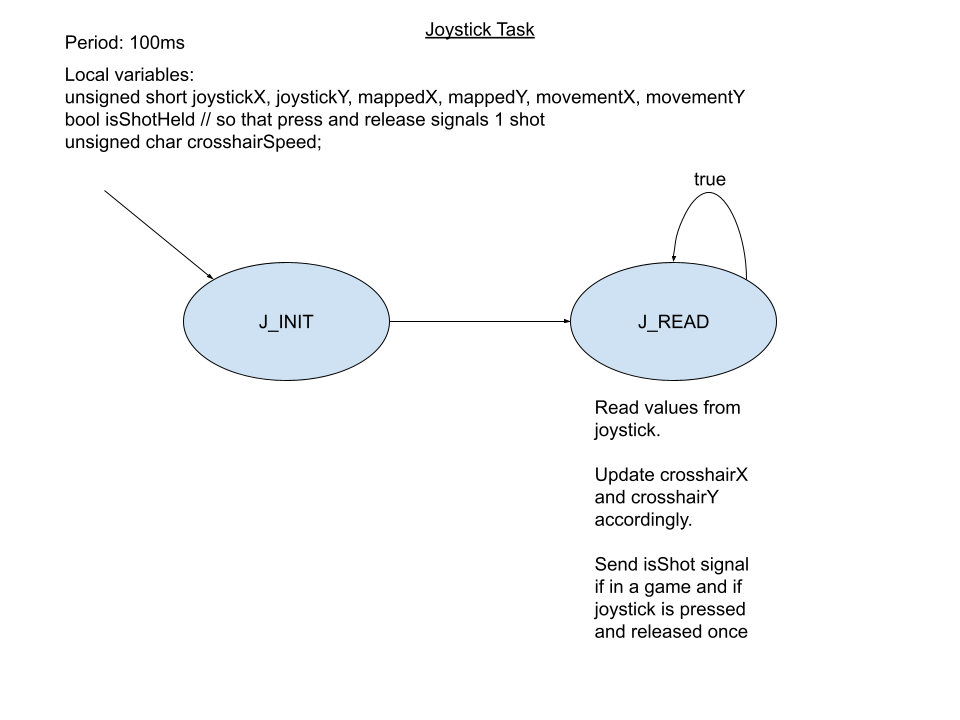 Joystick Task
Period: 100ms
Local variables:
unsigned short joystickX, joystickY, mappedX, mappedY, movementX, movementY
bool isShotHeld // so that press and release signals 1 shot
unsigned char crosshairSpeed;
true
J_INIT
J_READ
Read values from
joystick.
Update crosshairX
and crosshairY
accordingly.
Send isShot signal
if in a game and if
joystick is pressed
and released once